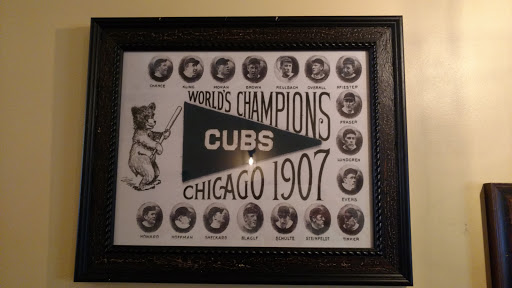 CHANCE KLING MORAN BROWN REULBACH OVERALL PFIESTER
WORLD'S CHAMPIONS
FRASER
CUBS
LUNDGREN
CHICAGO 1907
EVERS
HOWARD HOFFMAN SHECKARD SLAGLE SCHULTE STEINFELDT TINKER